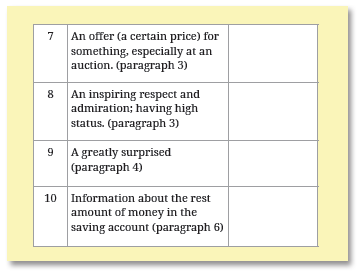 7 An offer (a certain price) for
something, especially at an
auction. (paragraph 3)
8 An inspiring respect and
admiration; having high
status. (paragraph 3)
9 A greatly surprised
(paragraph 4)
10 Information about the rest
amount of money in the
saving account (paragraph 6)